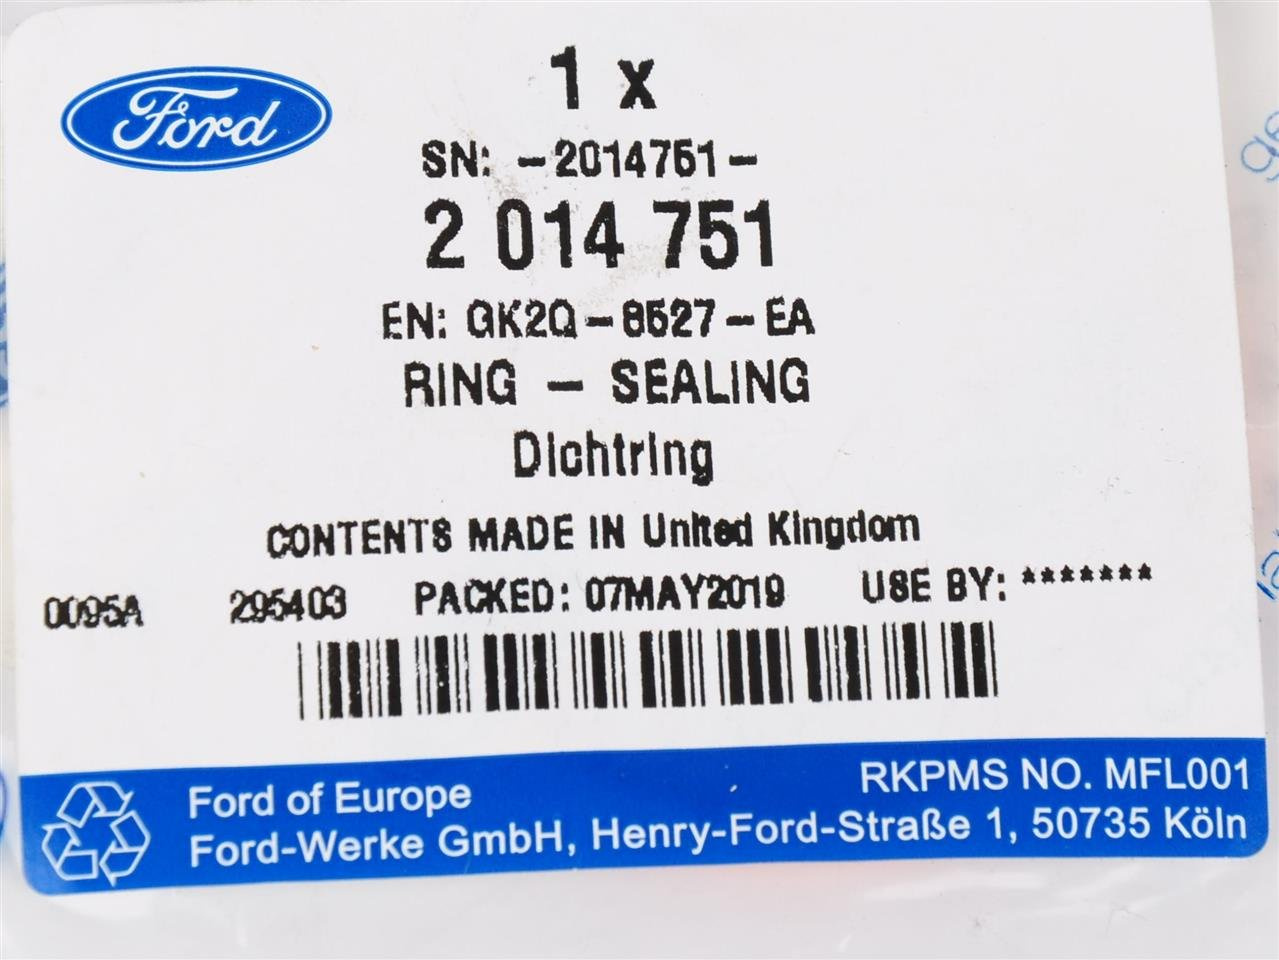 Ford
1 x
SN: -2014751-
2 014 751
EN: GK2Q-8527-EA
RING - SEALING
Dichtring
CONTENTS MADE IN United Kingdom
0095A 295403 PACKED: 07MAY2019 USE BY: *******
RKPMS NO. MFL001
Ford of Europe
Ford-Werke GmbH, Henry-Ford-Straße 1, 50735 Köln